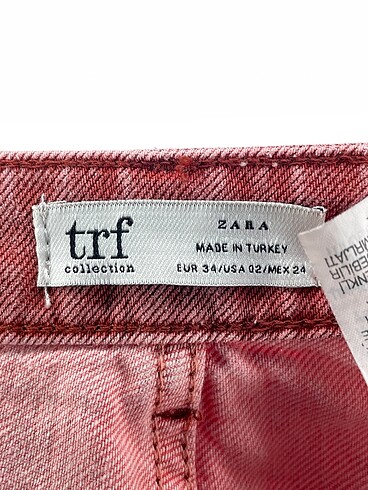 trf
collection
ZARA
MADE IN TURKEY
EUR 34/USA 02/MEX 24